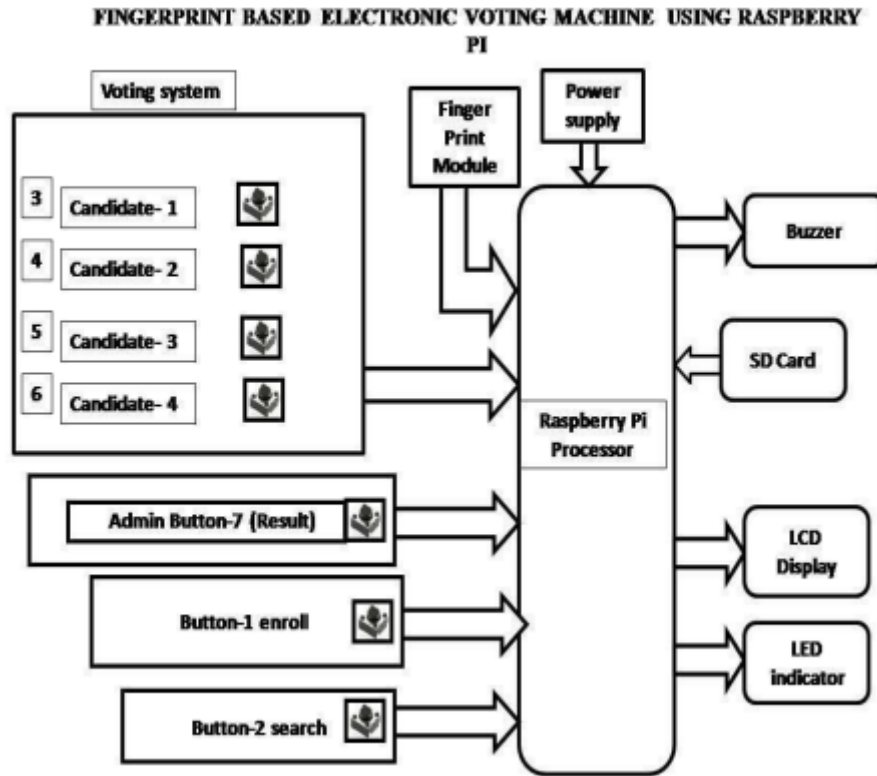 FINGERPRINT BASED ELECTRONIC VOTING MACHINE USING RASPBERRY
PI
Voting system
3
Candidate- 1
4
Candidate- 2
5
Candidate- 3
6
Candidate- 4
Finger
Print
Module
Power
supply
Buzzer
SD Card
Raspberry Pi
Processor
Admin Button-7 (Result)
Button-1 enroll
Button-2 search
LCD
Display
LED
indicator